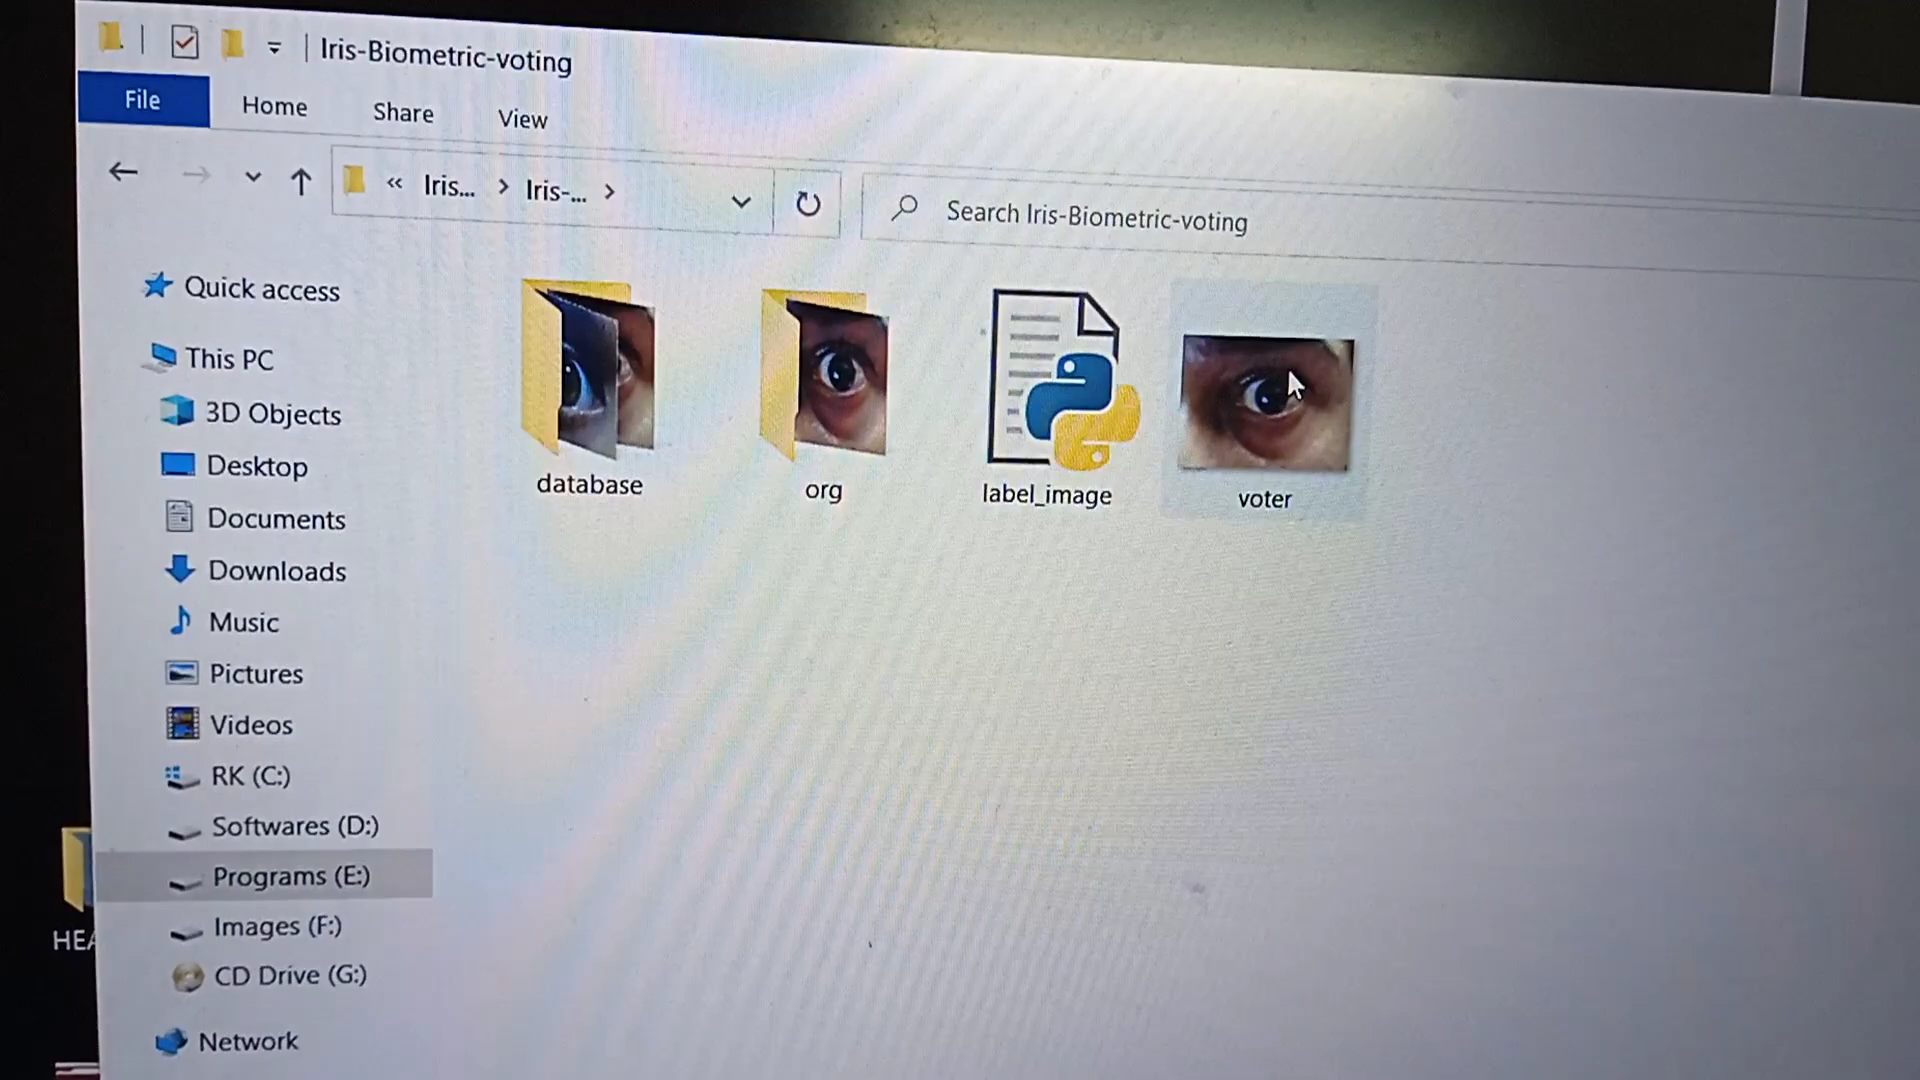 Iris-Biometric-voting
File Home Share View
« Iris... > Iris-... >
Search Iris-Biometric-voting
Quick access
This PC
3D Objects
Desktop
Documents
Downloads
Music
Pictures
Videos
RK (C:)
Softwares (D:)
Programs (E:)
Images (F:)
CD Drive (G:)
Network
database
org
label_image
voter
HEA